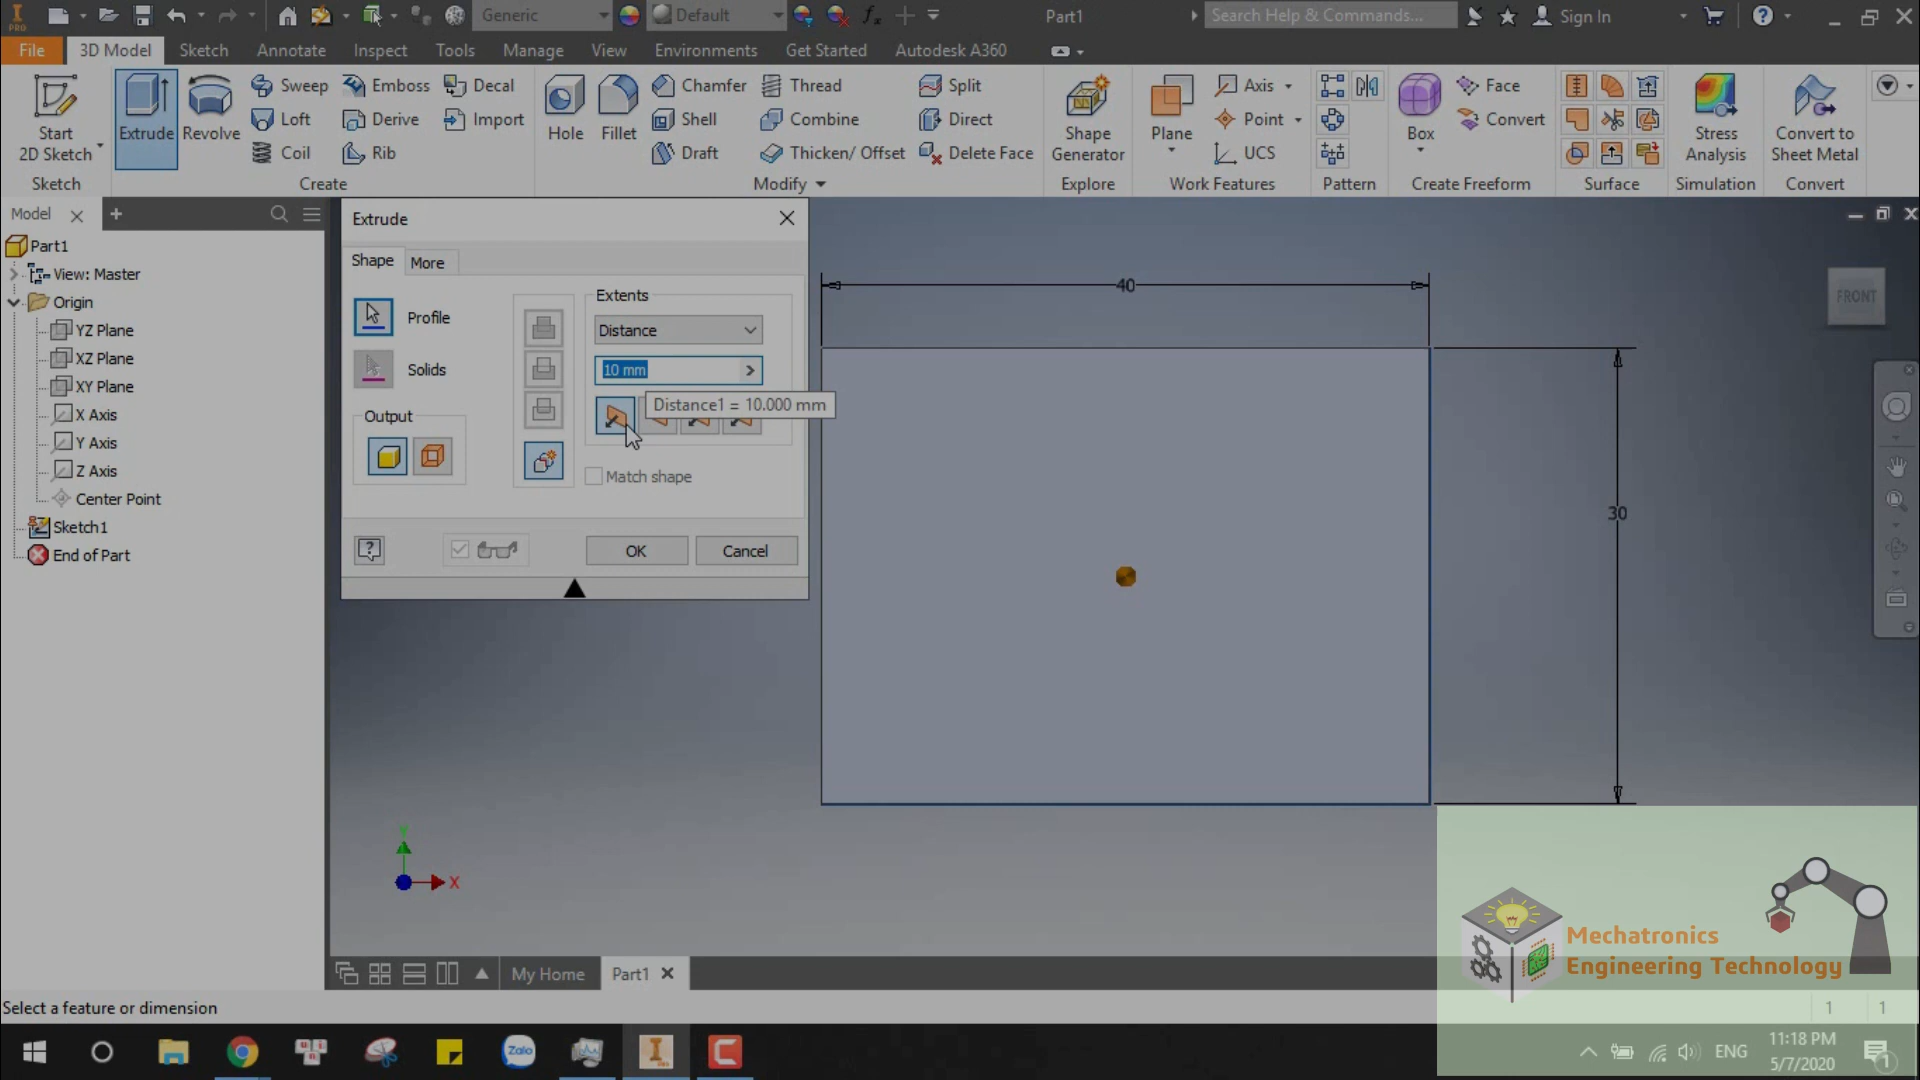 Generic
Default
Part1
Search Help & Commands...
Sign In
PRO
File
3D Model
Sketch
Annotate
Inspect
Tools
Manage
View
Environments
Get Started
Autodesk A360
Start
2D Sketch
Extrude
Revolve
Sweep
Loft
Coil
Emboss
Derive
Rib
Decal
Import
Hole
Fillet
Chamfer
Shell
Draft
Thread
Combine
Thicken/ Offset
Split
Direct
Delete Face
Shape
Generator
Plane
Axis
Point
UCS
Box
Face
Convert
Stress
Analysis
Convert to
Sheet Metal
Sketch
Create
Modify
Explore
Work Features
Pattern
Create Freeform
Surface
Simulation
Convert
Model
Part1
View: Master
Origin
YZ Plane
XZ Plane
XY Plane
X Axis
Y Axis
Z Axis
Center Point
Sketch1
End of Part
Extrude
Shape
More
Profile
Solids
Output
Extents
Distance
10 mm
Distance1 = 10.000 mm
Match shape
OK
Cancel
40
30
FRONT
Y
X
My Home
Part1
Mechatronics
Engineering Technology
Select a feature or dimension
1
1
Zalo
ENG
11:18 PM
5/7/2020
1